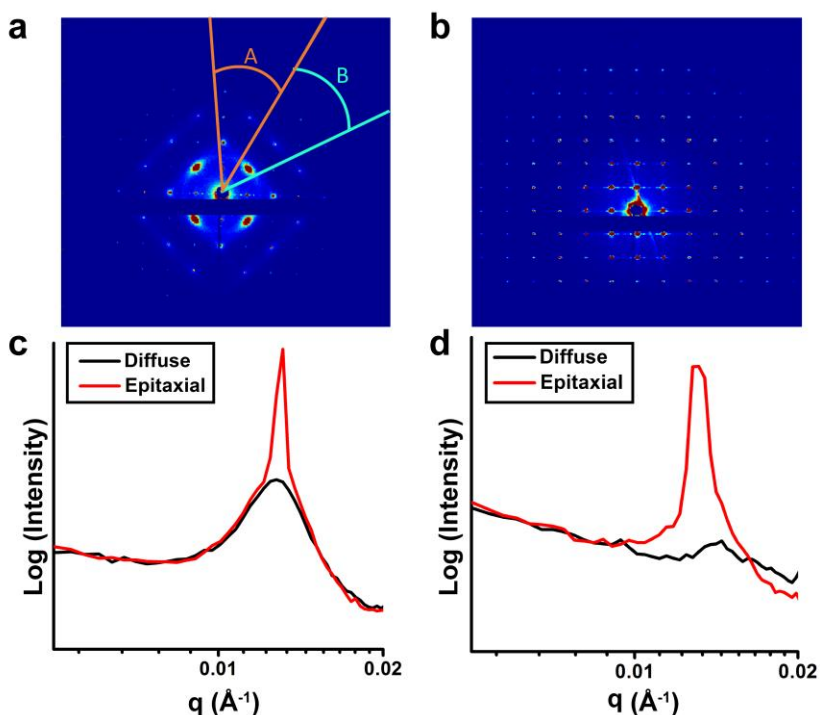 a
b
A
B
c
d
Diffuse
Epitaxial
Diffuse
Epitaxial
Log (Intensity)
Log (Intensity)
0.01
0.02
0.01
0.02
q (Å⁻¹)
q (Å⁻¹)